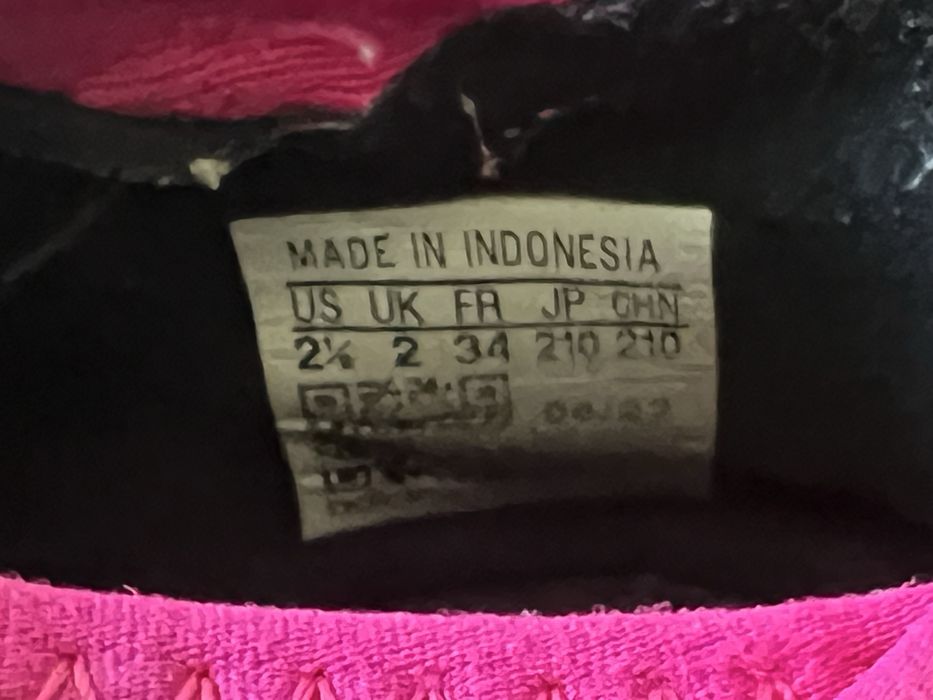 MADE IN INDONESIA
US UK FR JP CHN
2½ 2 34 210 210